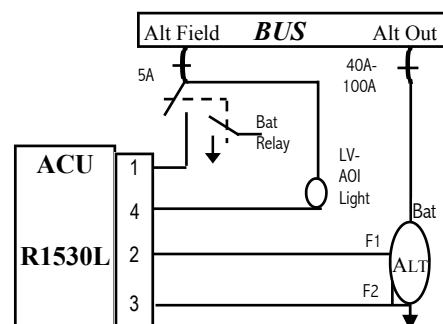 Alt Field BUS Alt Out
5A
40A-
100A
Bat
Relay
ACU
R1530L
1
4
2
3
LV-
AOI
Light
Bat
F1
F2
ALT